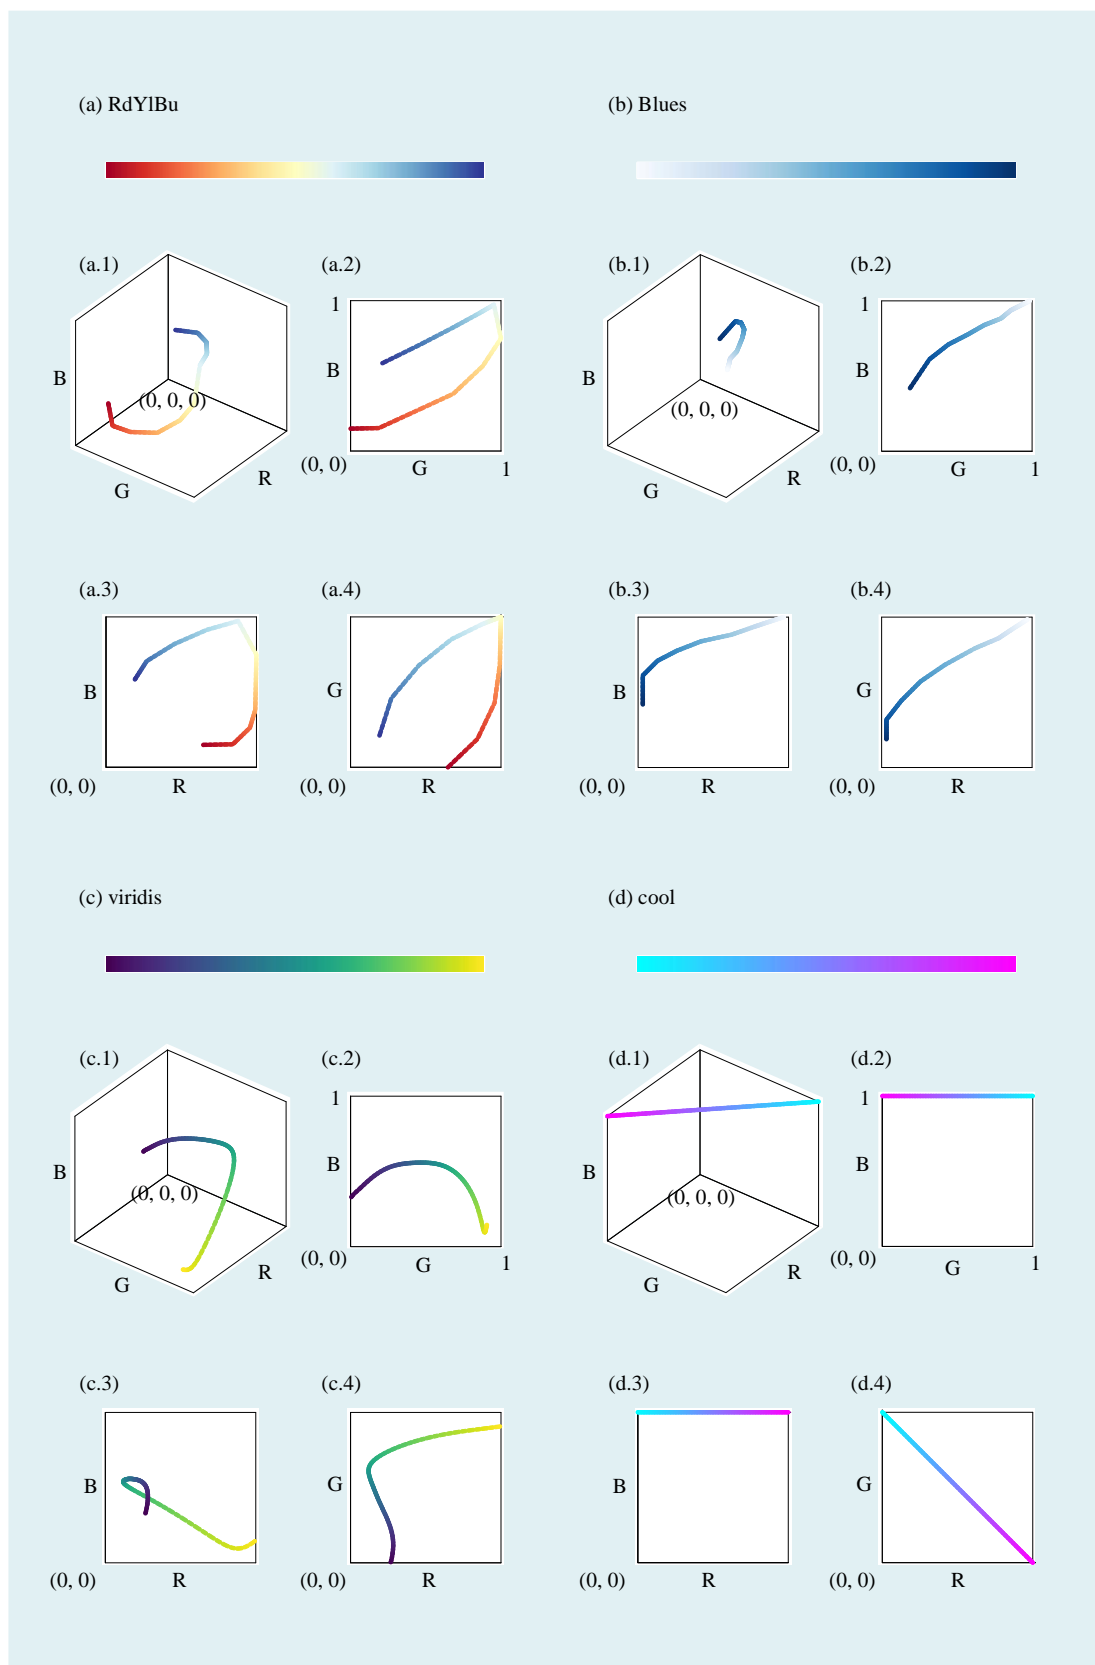 (a) RdYlBu
(b) Blues
(a.1)
(a.2)
(b.1)
(b.2)
1
B
(0, 0, 0)
G
R
B
(0, 0)
G
1
B
(0, 0, 0)
G
R
1
B
(0, 0)
G
1
(a.3)
(a.4)
(b.3)
(b.4)
B
(0, 0)
R
G
(0, 0)
R
B
(0, 0)
R
G
(0, 0)
R
(c) viridis
(d) cool
(c.1)
(c.2)
(d.1)
(d.2)
B
(0, 0, 0)
G
R
1
B
(0, 0)
G
1
B
(0, 0, 0)
G
R
1
B
(0, 0)
G
1
(c.3)
(c.4)
(d.3)
(d.4)
B
(0, 0)
R
G
(0, 0)
R
B
(0, 0)
R
G
(0, 0)
R